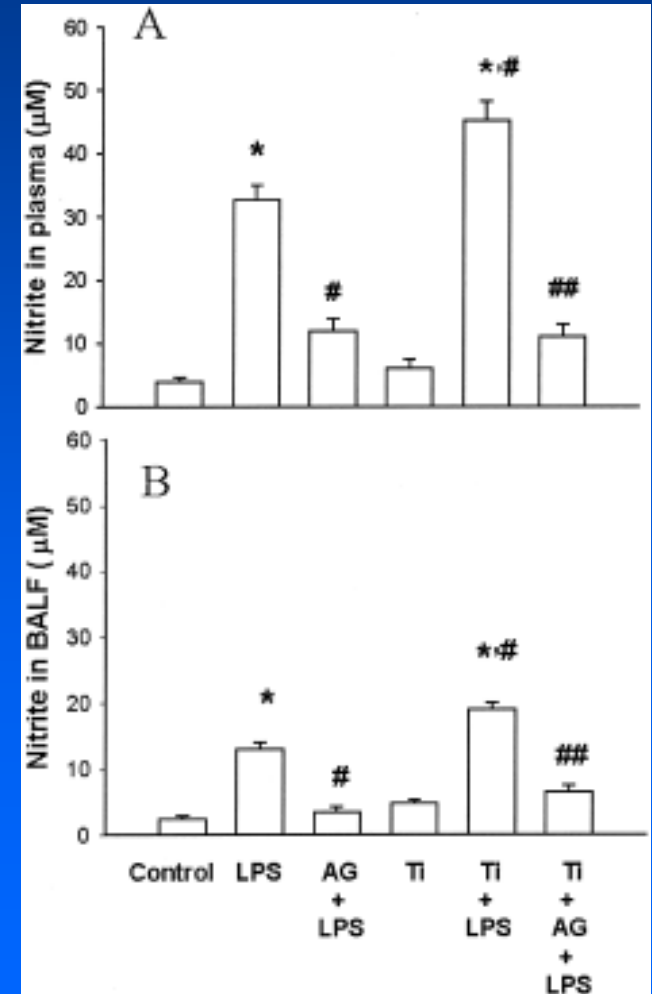 A
60
50
40
30
20
10
0
Nitrite in plasma (µM)
*
#
*,#
##
B
60
50
40
30
20
10
0
Nitrite in BALF ( µM)
*
#
*,#
##
Control LPS AG Ti Ti Ti
+ + +
LPS LPS AG
+
LPS